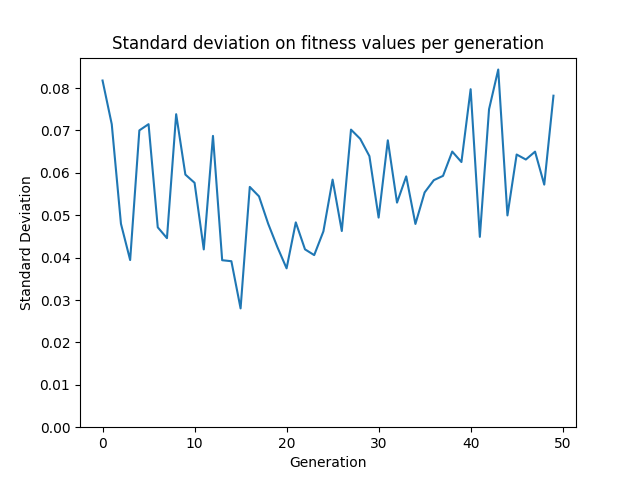 Standard deviation on fitness values per generation
0.08
0.07
0.06
0.05
0.04
0.03
0.02
0.01
0.00
Standard Deviation
0 10 20 30 40 50
Generation